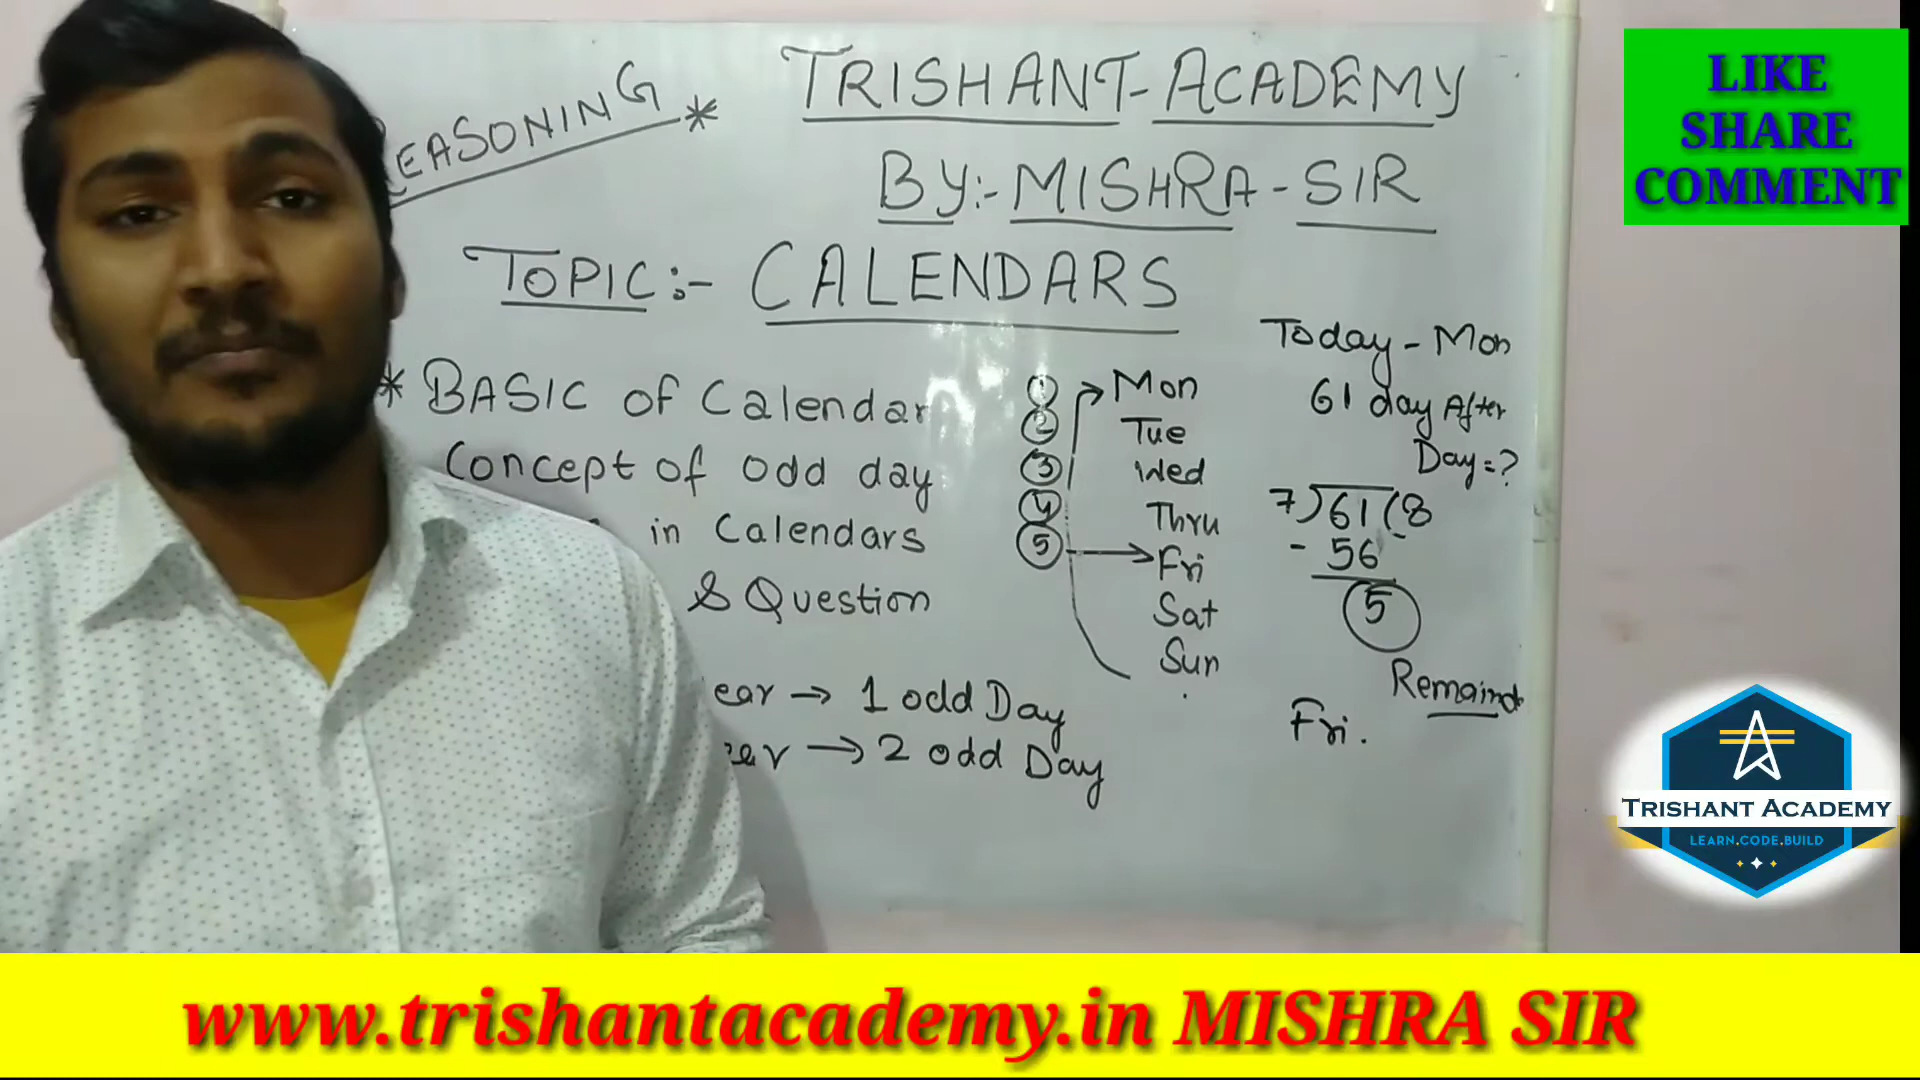 REASONING *
TRISHANT-ACADEMY
BY:- MISHRA-SIR
TOPIC:- CALENDARS
* BASIC of Calendar
Concept of odd day
in Calendars
& Question
ear → 1 odd Day
→ 2 odd Day
1
2
3
4
5
Mon
Tue
Wed
Thru
Fri
Sat
Sun
Today - Mon
61 day After
Day = ?
7)61(8
- 56
5
Remaind
Fri.
LIKE
SHARE
COMMENT
TRISHANT ACADEMY
LEARN.CODE.BUILD
www.trishantacademy.in MISHRA SIR